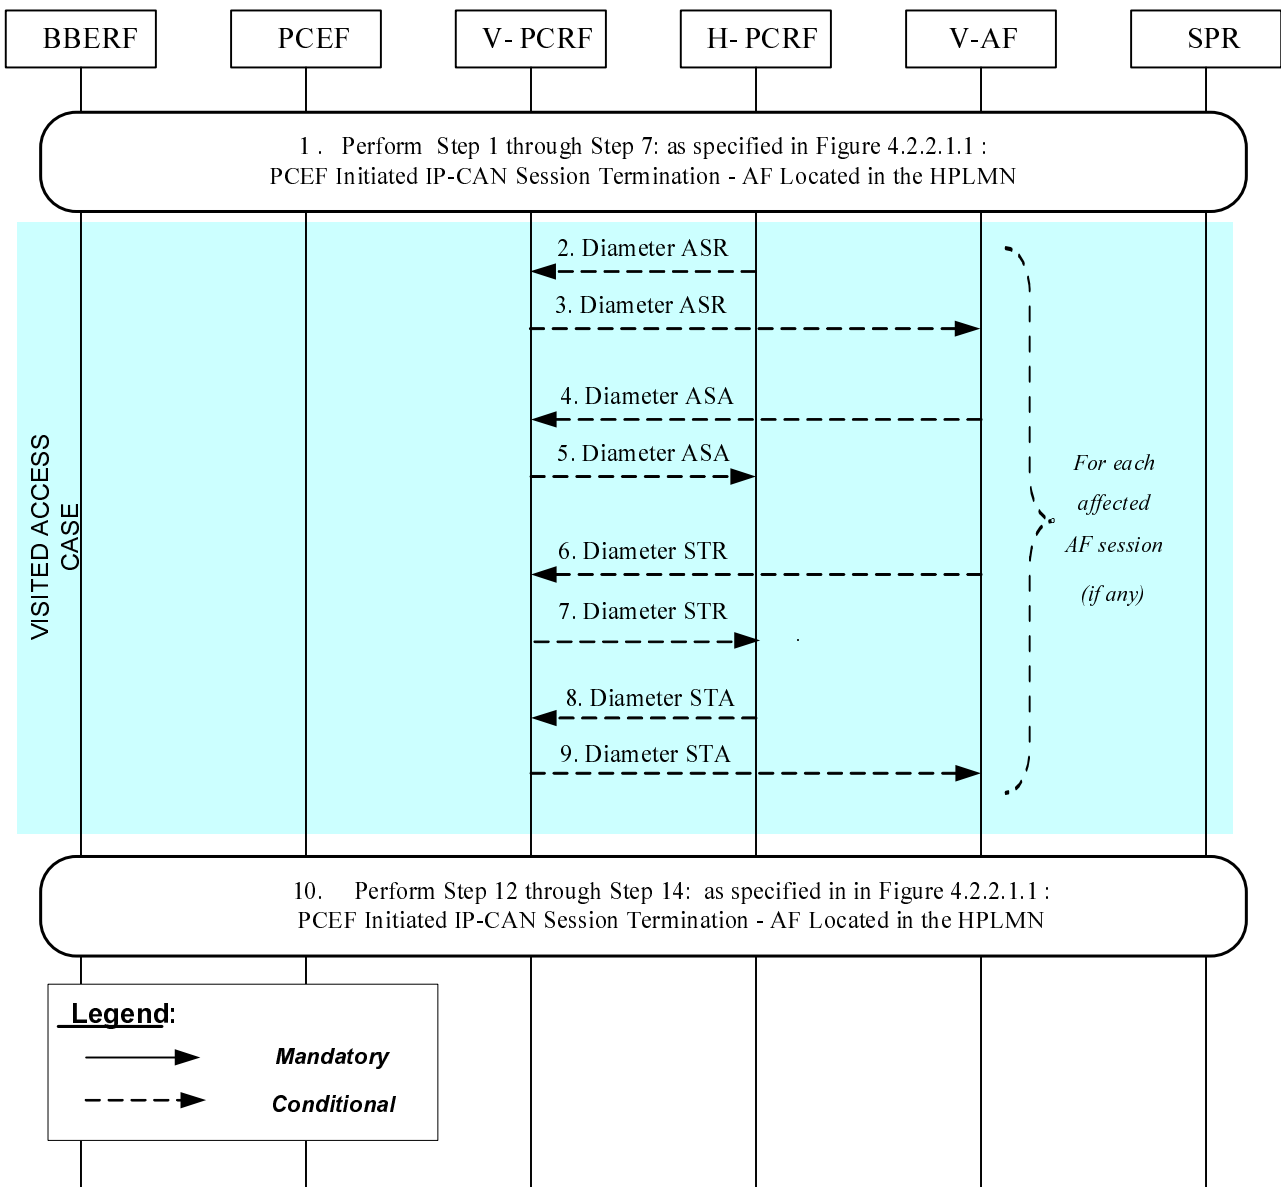 BBERF
PCEF
V- PCRF
H- PCRF
V-AF
SPR
1 . Perform Step 1 through Step 7: as specified in Figure 4.2.2.1.1 :
PCEF Initiated IP-CAN Session Termination - AF Located in the HPLMN
2. Diameter ASR
3. Diameter ASR
4. Diameter ASA
5. Diameter ASA
6. Diameter STR
7. Diameter STR
8. Diameter STA
9. Diameter STA
VISITED ACCESS
CASE
For each
affected
AF session
(if any)
10. Perform Step 12 through Step 14: as specified in in Figure 4.2.2.1.1 :
PCEF Initiated IP-CAN Session Termination - AF Located in the HPLMN
Legend:
Mandatory
Conditional